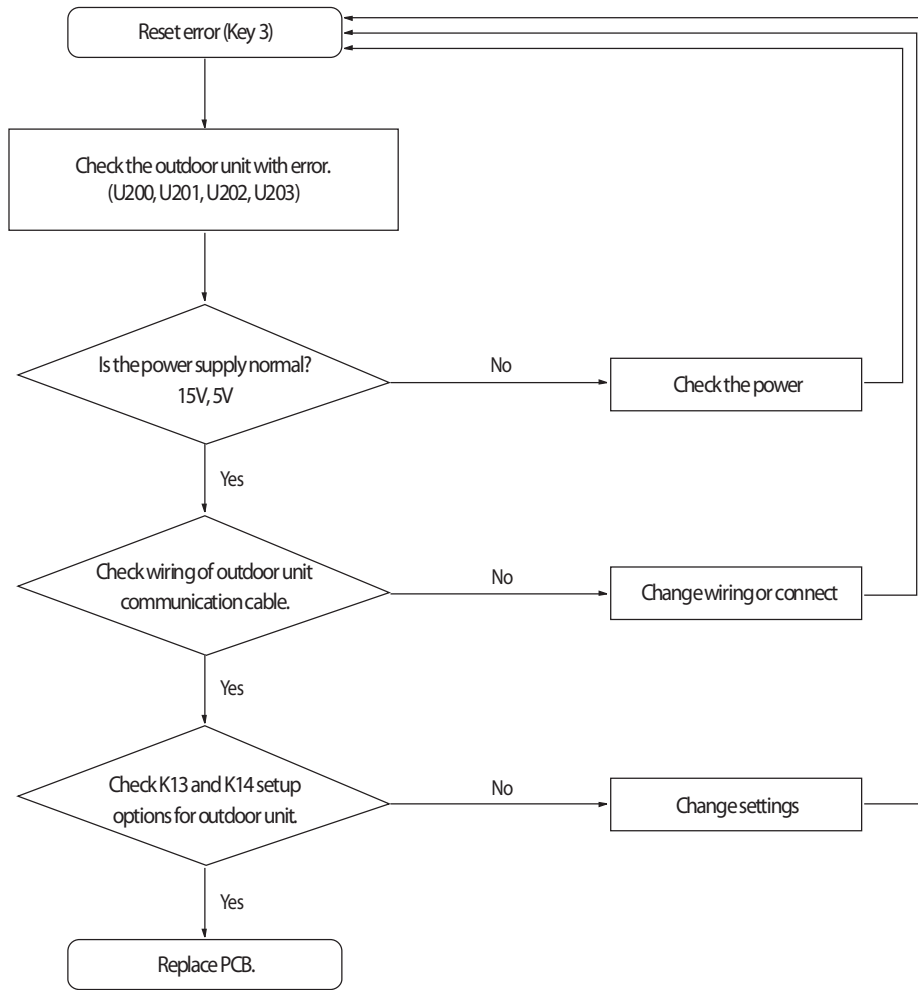 Reset error (Key 3)
Check the outdoor unit with error.
(U200, U201, U202, U203)
Is the power supply normal?
15V, 5V
No
Check the power
Yes
Check wiring of outdoor unit
communication cable.
No
Change wiring or connect
Yes
Check K13 and K14 setup
options for outdoor unit.
No
Change settings
Yes
Replace PCB.